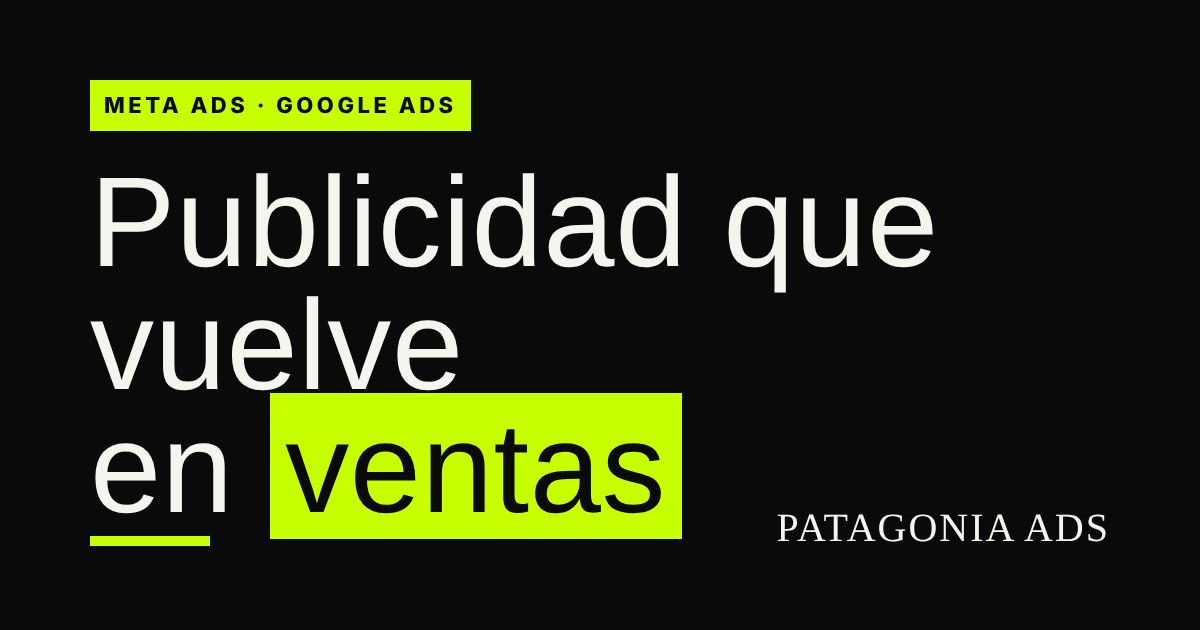 META ADS · GOOGLE ADS
Publicidad que
vuelve
en ventas
PATAGONIA ADS